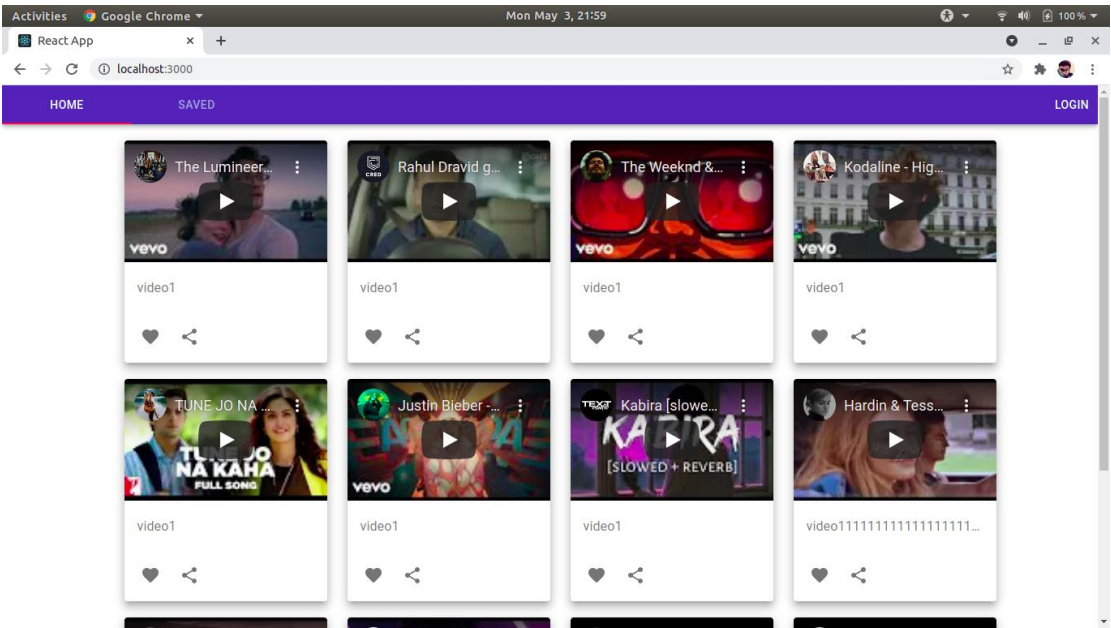 Activities Google Chrome Mon May 3, 21:59 100 %
React App
localhost:3000
HOME SAVED LOGIN
The Lumineer... Rahul Dravid g... The Weeknd &... Kodaline - Hig...
CRED
vevo vevo vevo
video1 video1 video1 video1
TUNE JO NA ... Justin Bieber -... Kabira [slowe... Hardin & Tess...
TEXT
TUNE JO
NA KAHA
FULL SONG
vevo
KABIRA
[SLOWED + REVERB]
video1 video1 video1 video111111111111111111111...